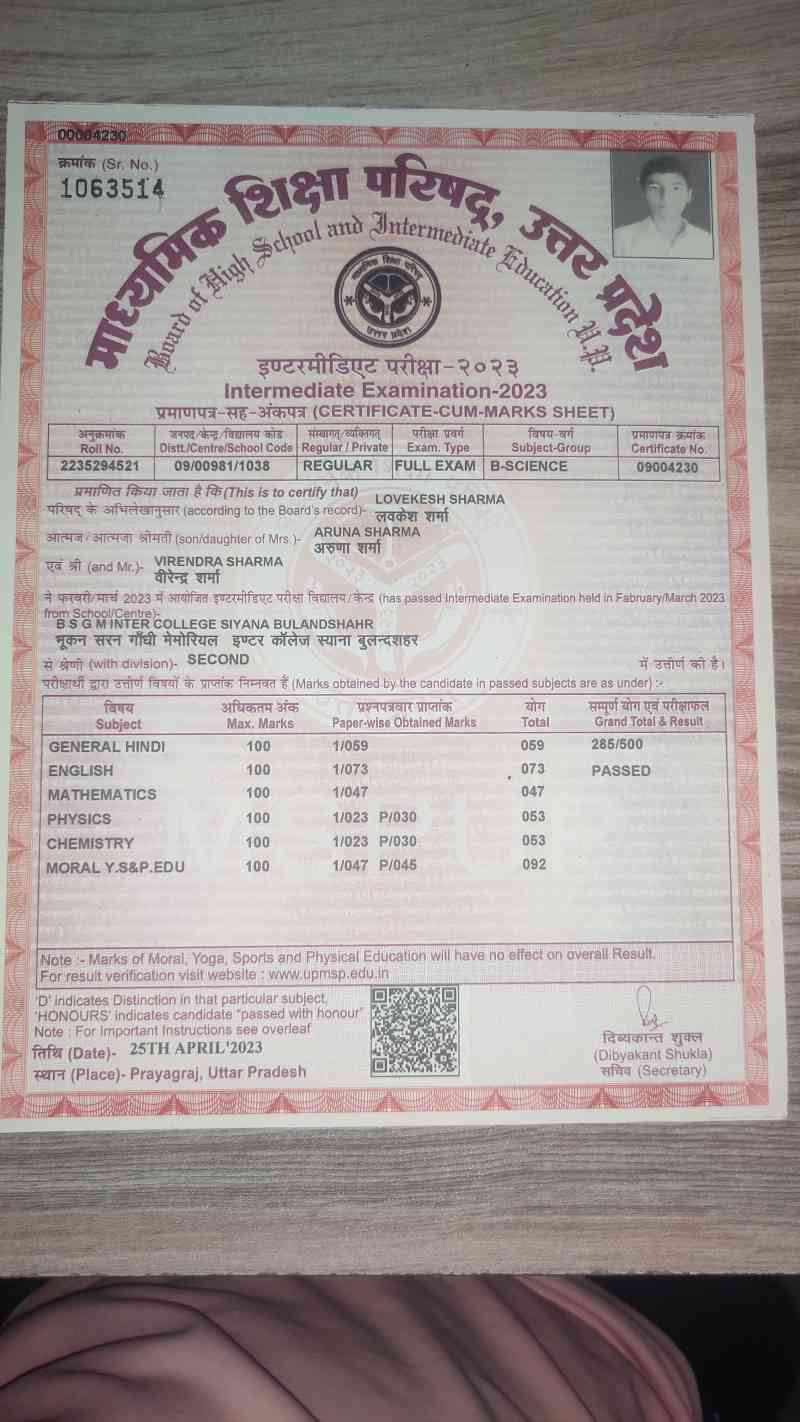 00004230
क्रमांक (Sr. No.)
1063514
माध्यमिक शिक्षा परिषद्, उत्तर प्रदेश
Board of High School and Intermediate Education U.P.
माध्यमिक शिक्षा परिषद्
उत्तर प्रदेश
इण्टरमीडिएट परीक्षा-२०२३
Intermediate Examination-2023
प्रमाणपत्र-सह-अंकपत्र (CERTIFICATE-CUM-MARKS SHEET)
अनुक्रमांक जनपद/केन्द्र/विद्यालय कोड संस्थागत/व्यक्तिगत परीक्षा प्रवर्ग विषय-वर्ग प्रमाणपत्र क्रमांक
Roll No. Distt./Centre/School Code Regular / Private Exam. Type Subject-Group Certificate No.
2235294521 09/00981/1038 REGULAR FULL EXAM B-SCIENCE 09004230
प्रमाणित किया जाता है कि (This is to certify that) LOVEKESH SHARMA
परिषद् के अभिलेखानुसार (according to the Board's record)- लवकेश शर्मा
ARUNA SHARMA
आत्मज/आत्मजा श्रीमती (son/daughter of Mrs.)- अरुणा शर्मा
एवं श्री (and Mr.)- VIRENDRA SHARMA
वीरेन्द्र शर्मा
ने फरवरी/मार्च 2023 में आयोजित इण्टरमीडिएट परीक्षा विद्यालय/केन्द्र (has passed Intermediate Examination held in Fabruary/March 2023
from School/Centre)-
B S G M INTER COLLEGE SIYANA BULANDSHAHR
भूकन सरन गाँधी मेमोरियल इण्टर कॉलेज स्याना बुलन्दशहर
से श्रेणी (with division)- SECOND में उत्तीर्ण की है।
परीक्षार्थी द्वारा उत्तीर्ण विषयों के प्राप्तांक निम्नवत हैं (Marks obtained by the candidate in passed subjects are as under) :-
विषय अधिकतम अंक प्रश्नपत्रवार प्राप्तांक योग सम्पूर्ण योग एवं परीक्षाफल
Subject Max. Marks Paper-wise Obtained Marks Total Grand Total & Result
GENERAL HINDI 100 1/059 059 285/500
ENGLISH 100 1/073 073 PASSED
MATHEMATICS 100 1/047 047
PHYSICS 100 1/023 P/030 053
CHEMISTRY 100 1/023 P/030 053
MORAL Y.S&P.EDU 100 1/047 P/045 092
Note :- Marks of Moral, Yoga, Sports and Physical Education will have no effect on overall Result.
For result verification visit website : www.upmsp.edu.in
'D' indicates Distinction in that particular subject,
'HONOURS' indicates candidate "passed with honour"
Note : For Important Instructions see overleaf
तिथि (Date)- 25TH APRIL'2023
स्थान (Place)- Prayagraj, Uttar Pradesh
दिब्यकान्त शुक्ल
(Dibyakant Shukla)
सचिव (Secretary)